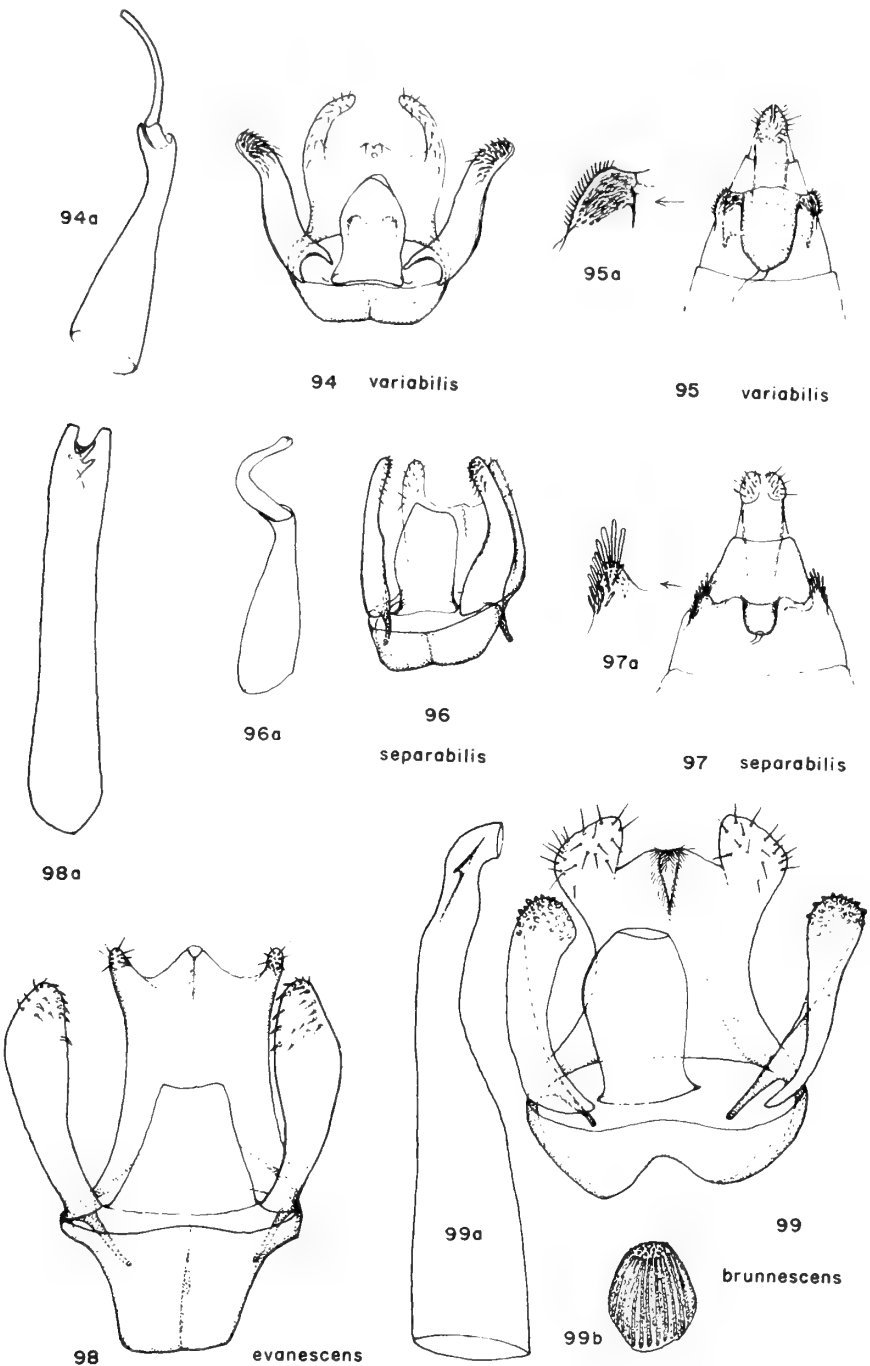 94a
95a
94 variabilis
95 variabilis
97a
96
96a
separabilis
97 separabilis
98a
99a
99
brunnescens
99b
98 evanescens